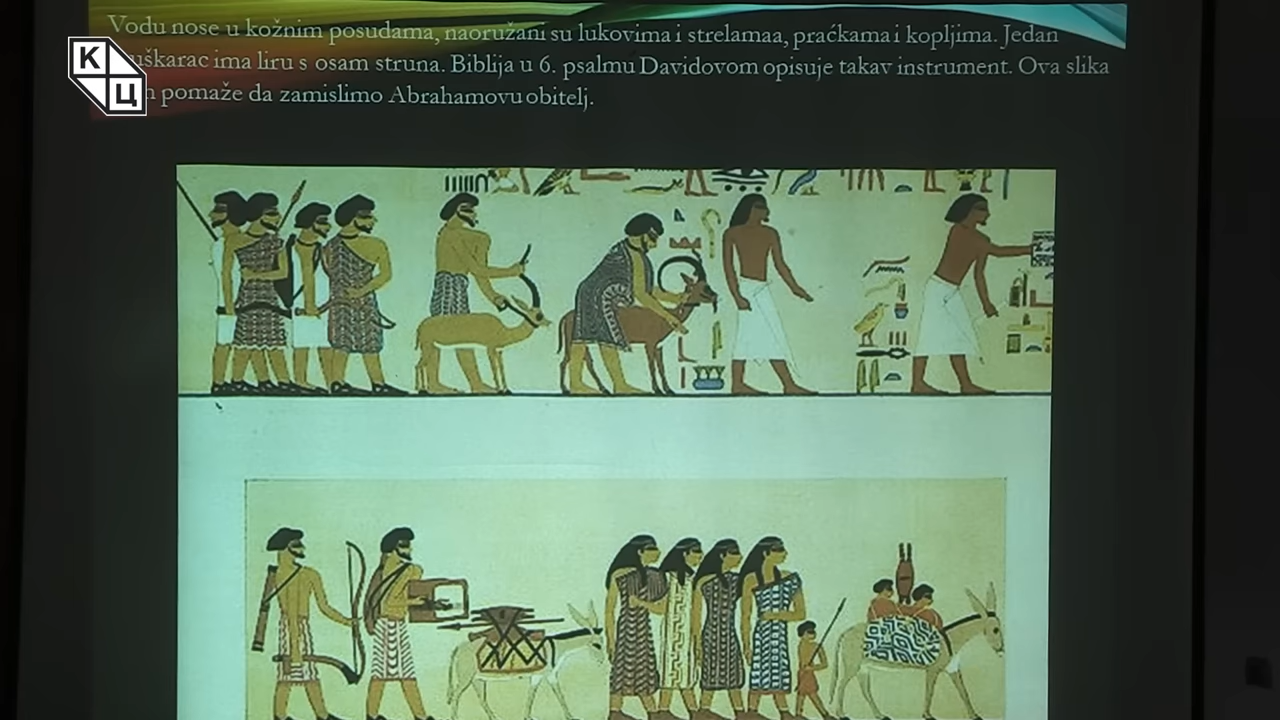 Vodu nose u kožnim posudama, naoružani su lukovima i strelamaa, praćkama i kopljima. Jedan
uškarac ima liru s osam struna. Biblija u 6. psalmu Davidovom opisuje takav instrument. Ova slika
pomaže da zamislimo Abrahamovu obitelj.
К
Ц